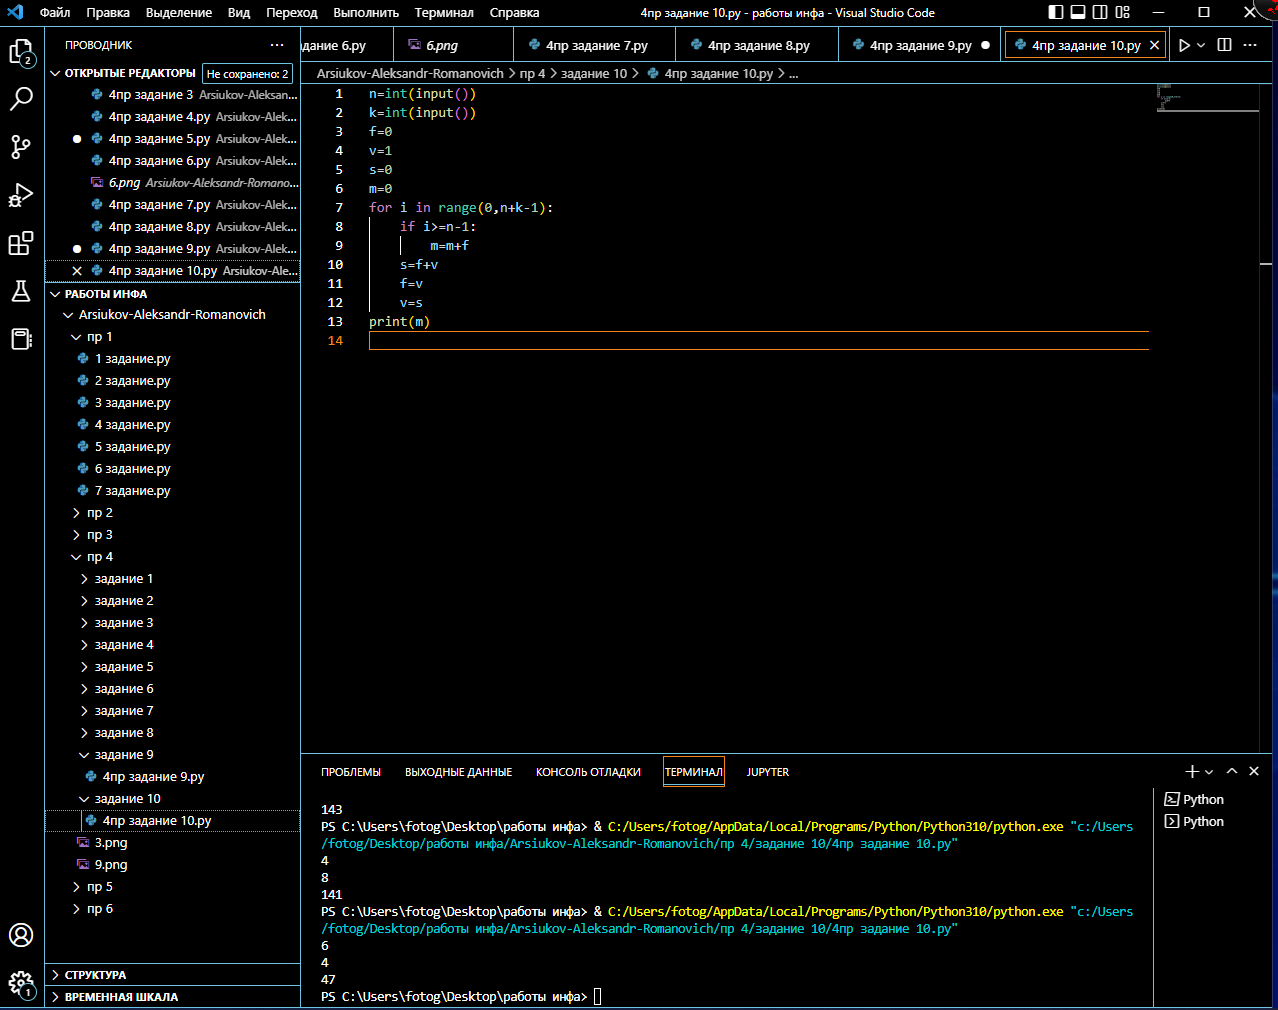 Файл Правка Выделение Вид Переход Выполнить Терминал Справка 4пр задание 10.py - работы инфа - Visual Studio Code
2
ПРОВОДНИК ...
ОТКРЫТЫЕ РЕДАКТОРЫ Не сохранено: 2
4пр задание 3 Arsiukov-Aleksan...
4пр задание 4.py Arsiukov-Alek...
4пр задание 5.py Arsiukov-Alek...
4пр задание 6.py Arsiukov-Alek...
6.png Arsiukov-Aleksandr-Romano...
4пр задание 7.py Arsiukov-Alek...
4пр задание 8.py Arsiukov-Alek...
4пр задание 9.py Arsiukov-Alek...
4пр задание 10.py Arsiukov-Ale...
РАБОТЫ ИНФА
Arsiukov-Aleksandr-Romanovich
пр 1
1 задание.py
2 задание.py
3 задание.py
4 задание.py
5 задание.py
6 задание.py
7 задание.py
пр 2
пр 3
пр 4
задание 1
задание 2
задание 3
задание 4
задание 5
задание 6
задание 7
задание 8
задание 9
4пр задание 9.py
задание 10
4пр задание 10.py
3.png
9.png
пр 5
пр 6
СТРУКТУРА
ВРЕМЕННАЯ ШКАЛА
1
дание 6.py 6.png 4пр задание 7.py 4пр задание 8.py 4пр задание 9.py 4пр задание 10.py ...
Arsiukov-Aleksandr-Romanovich > пр 4 > задание 10 > 4пр задание 10.py > ...
1 n=int(input())
2 k=int(input())
3 f=0
4 v=1
5 s=0
6 m=0
7 for i in range(0,n+k-1):
8 if i>=n-1:
9 m=m+f
10 s=f+v
11 f=v
12 v=s
13 print(m)
14
ПРОБЛЕМЫ ВЫХОДНЫЕ ДАННЫЕ КОНСОЛЬ ОТЛАДКИ ТЕРМИНАЛ JUPYTER
Python
Python
143
PS C:\Users\fotog\Desktop\работы инфа> & C:/Users/fotog/AppData/Local/Programs/Python/Python310/python.exe "c:/Users
/fotog/Desktop/работы инфа/Arsiukov-Aleksandr-Romanovich/пр 4/задание 10/4пр задание 10.py"
4
8
141
PS C:\Users\fotog\Desktop\работы инфа> & C:/Users/fotog/AppData/Local/Programs/Python/Python310/python.exe "c:/Users
/fotog/Desktop/работы инфа/Arsiukov-Aleksandr-Romanovich/пр 4/задание 10/4пр задание 10.py"
6
4
47
PS C:\Users\fotog\Desktop\работы инфа>